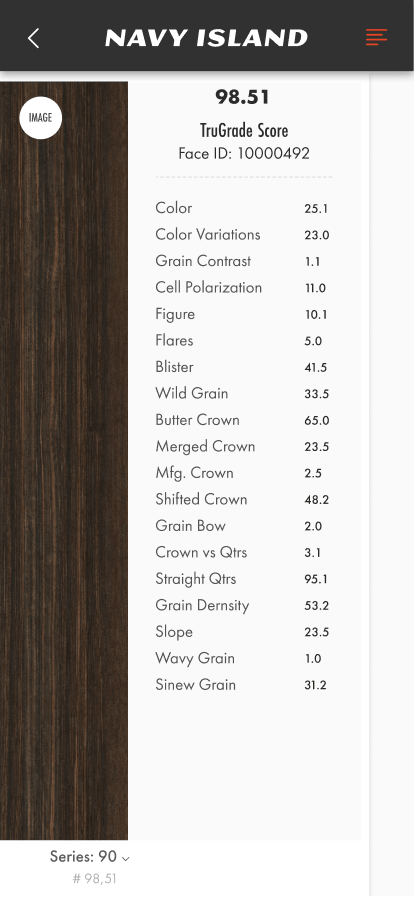 NAVY ISLAND
IMAGE
98.51
TruGrade Score
Face ID: 10000492
Color 25.1
Color Variations 23.0
Grain Contrast 1.1
Cell Polarization 11.0
Figure 10.1
Flares 5.0
Blister 41.5
Wild Grain 33.5
Butter Crown 65.0
Merged Crown 23.5
Mfg. Crown 2.5
Shifted Crown 48.2
Grain Bow 2.0
Crown vs Qtrs 3.1
Straight Qtrs 95.1
Grain Dernsity 53.2
Slope 23.5
Wavy Grain 1.0
Sinew Grain 31.2
Series: 90
# 98,51